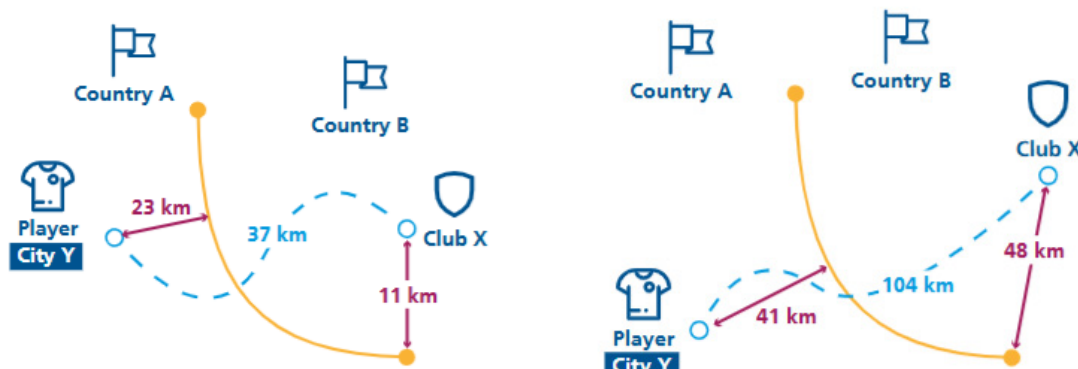 Country A
Country B
23 km
Player
City Y
37 km
Club X
11 km
Country A
Country B
Club X
48 km
104 km
41 km
Player
City Y